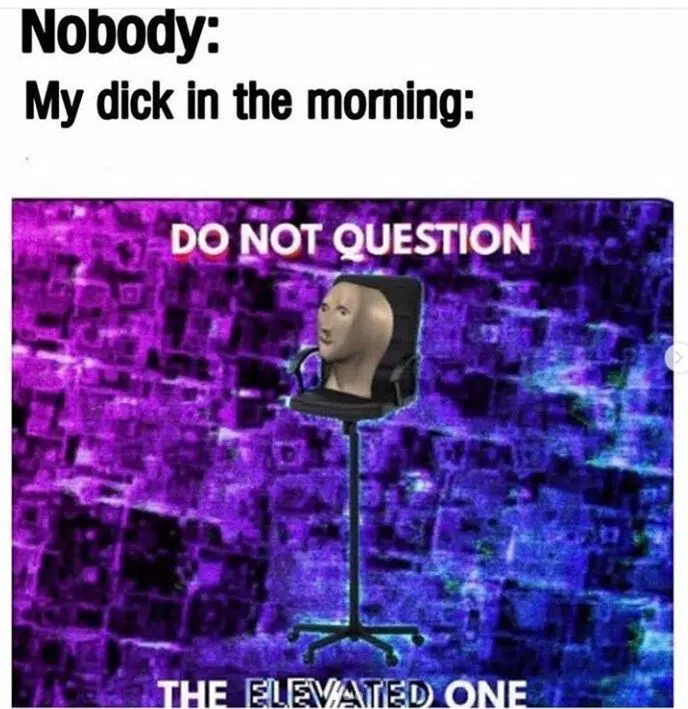 Nobody:
My dick in the morning:
DO NOT QUESTION
THE ELEVATED ONE